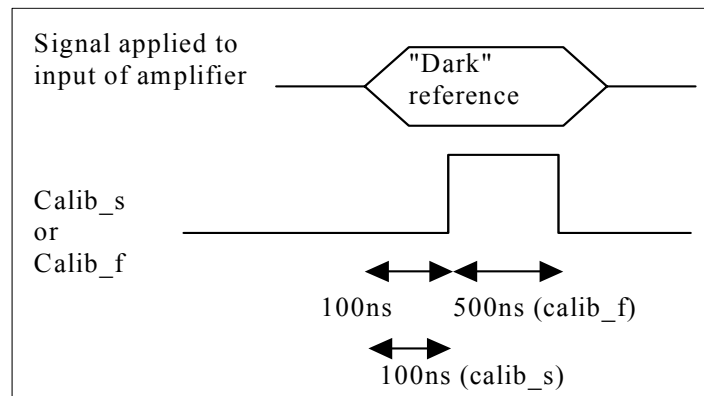 Signal applied to
input of amplifier
"Dark"
reference
Calib_s
or
Calib_f
100ns
500ns (calib_f)
100ns (calib_s)